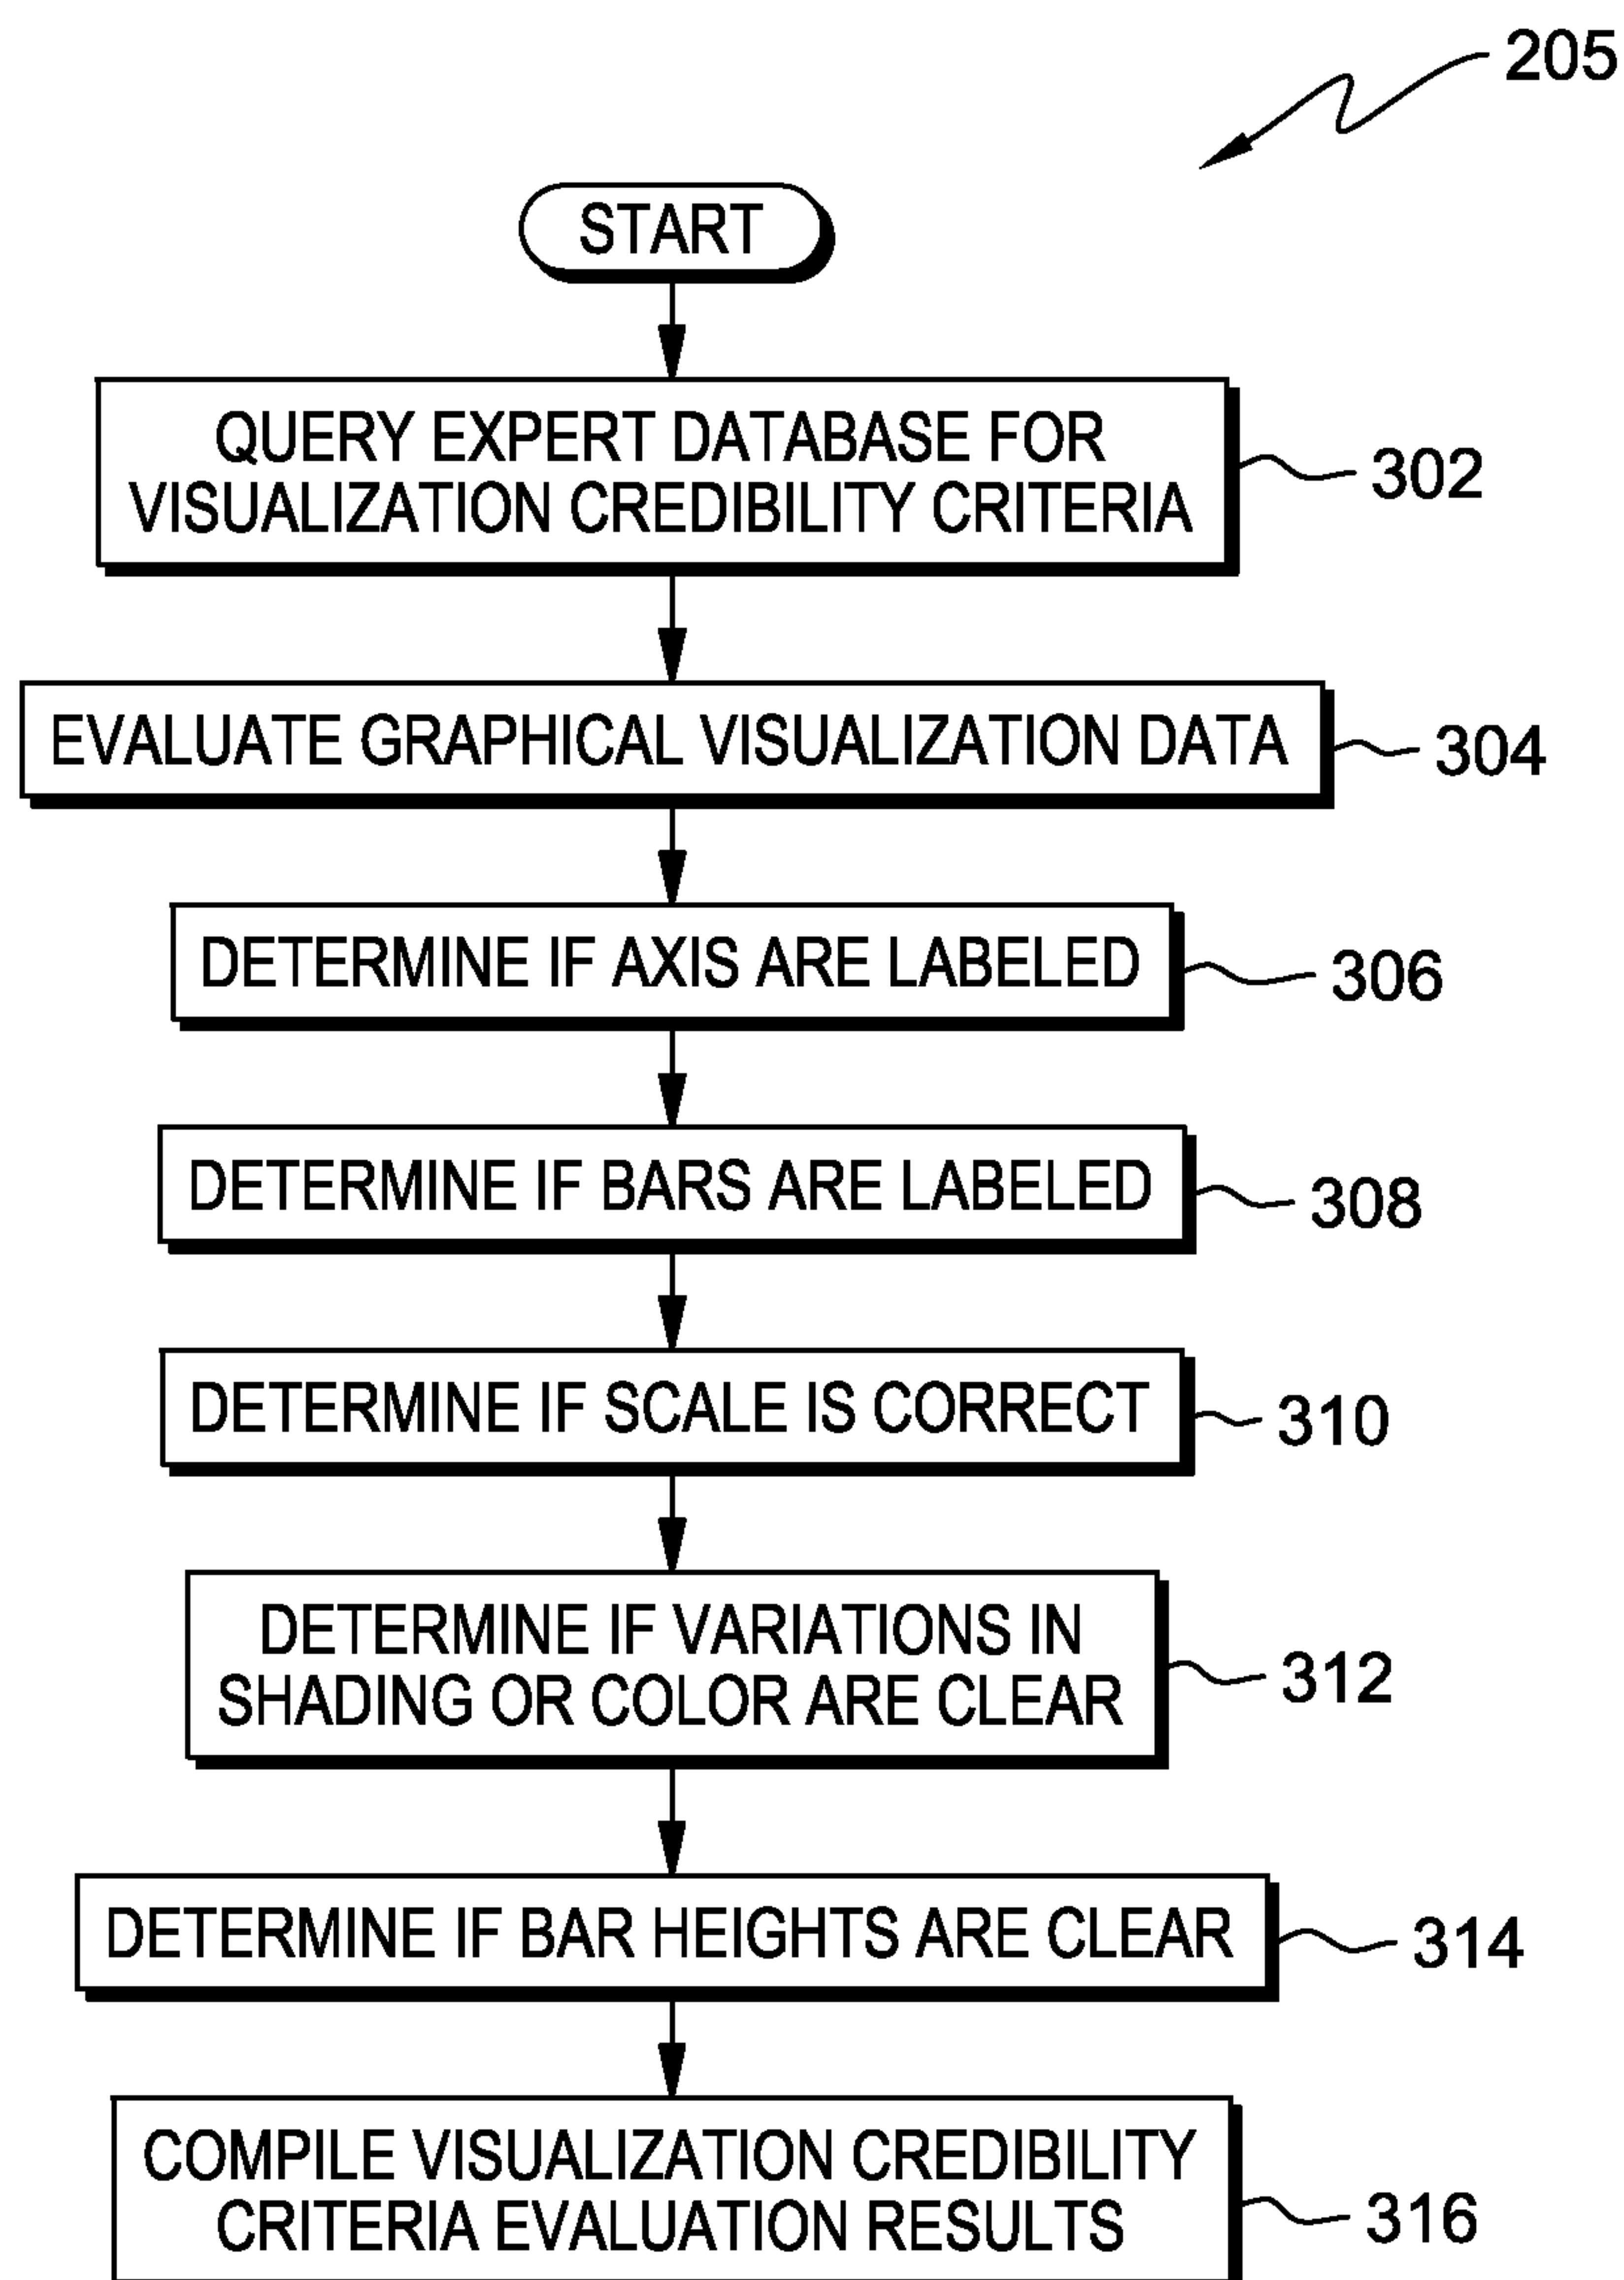 205
START
QUERY EXPERT DATABASE FOR
VISUALIZATION CREDIBILITY CRITERIA
302
EVALUATE GRAPHICAL VISUALIZATION DATA
304
DETERMINE IF AXIS ARE LABELED
306
DETERMINE IF BARS ARE LABELED
308
DETERMINE IF SCALE IS CORRECT
310
DETERMINE IF VARIATIONS IN
SHADING OR COLOR ARE CLEAR
312
DETERMINE IF BAR HEIGHTS ARE CLEAR
314
COMPILE VISUALIZATION CREDIBILITY
CRITERIA EVALUATION RESULTS
316